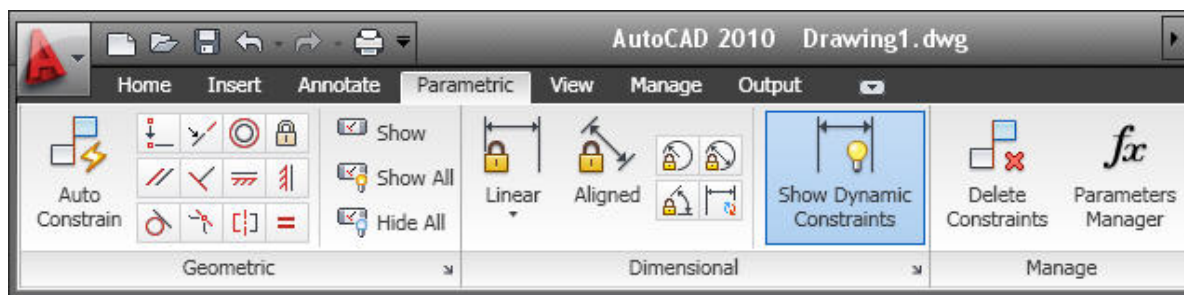 AutoCAD 2010 Drawing1.dwg
Home Insert Annotate Parametric View Manage Output
Auto
Constrain
Show
Show All
Hide All
Geometric
Linear
Aligned
Show Dynamic
Constraints
Dimensional
Delete
Constraints
fx
Parameters
Manager
Manage